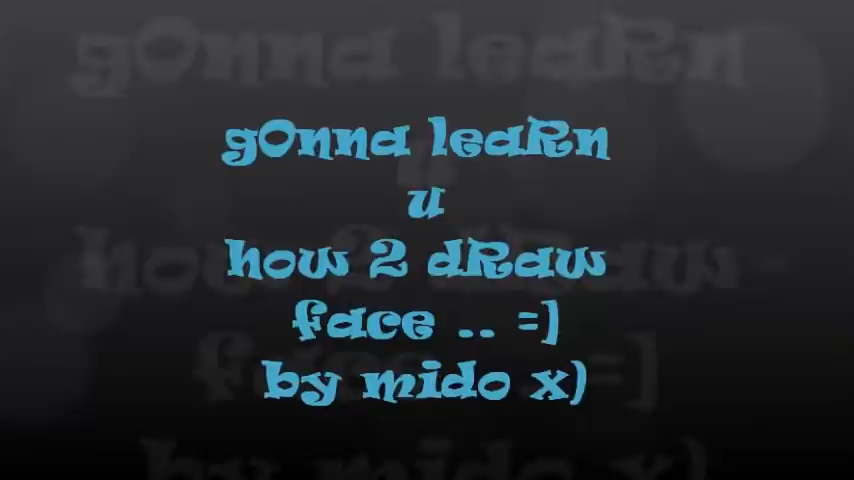 gOnna leaRn
u
how 2 dRaw
face .. =]
by mido x)